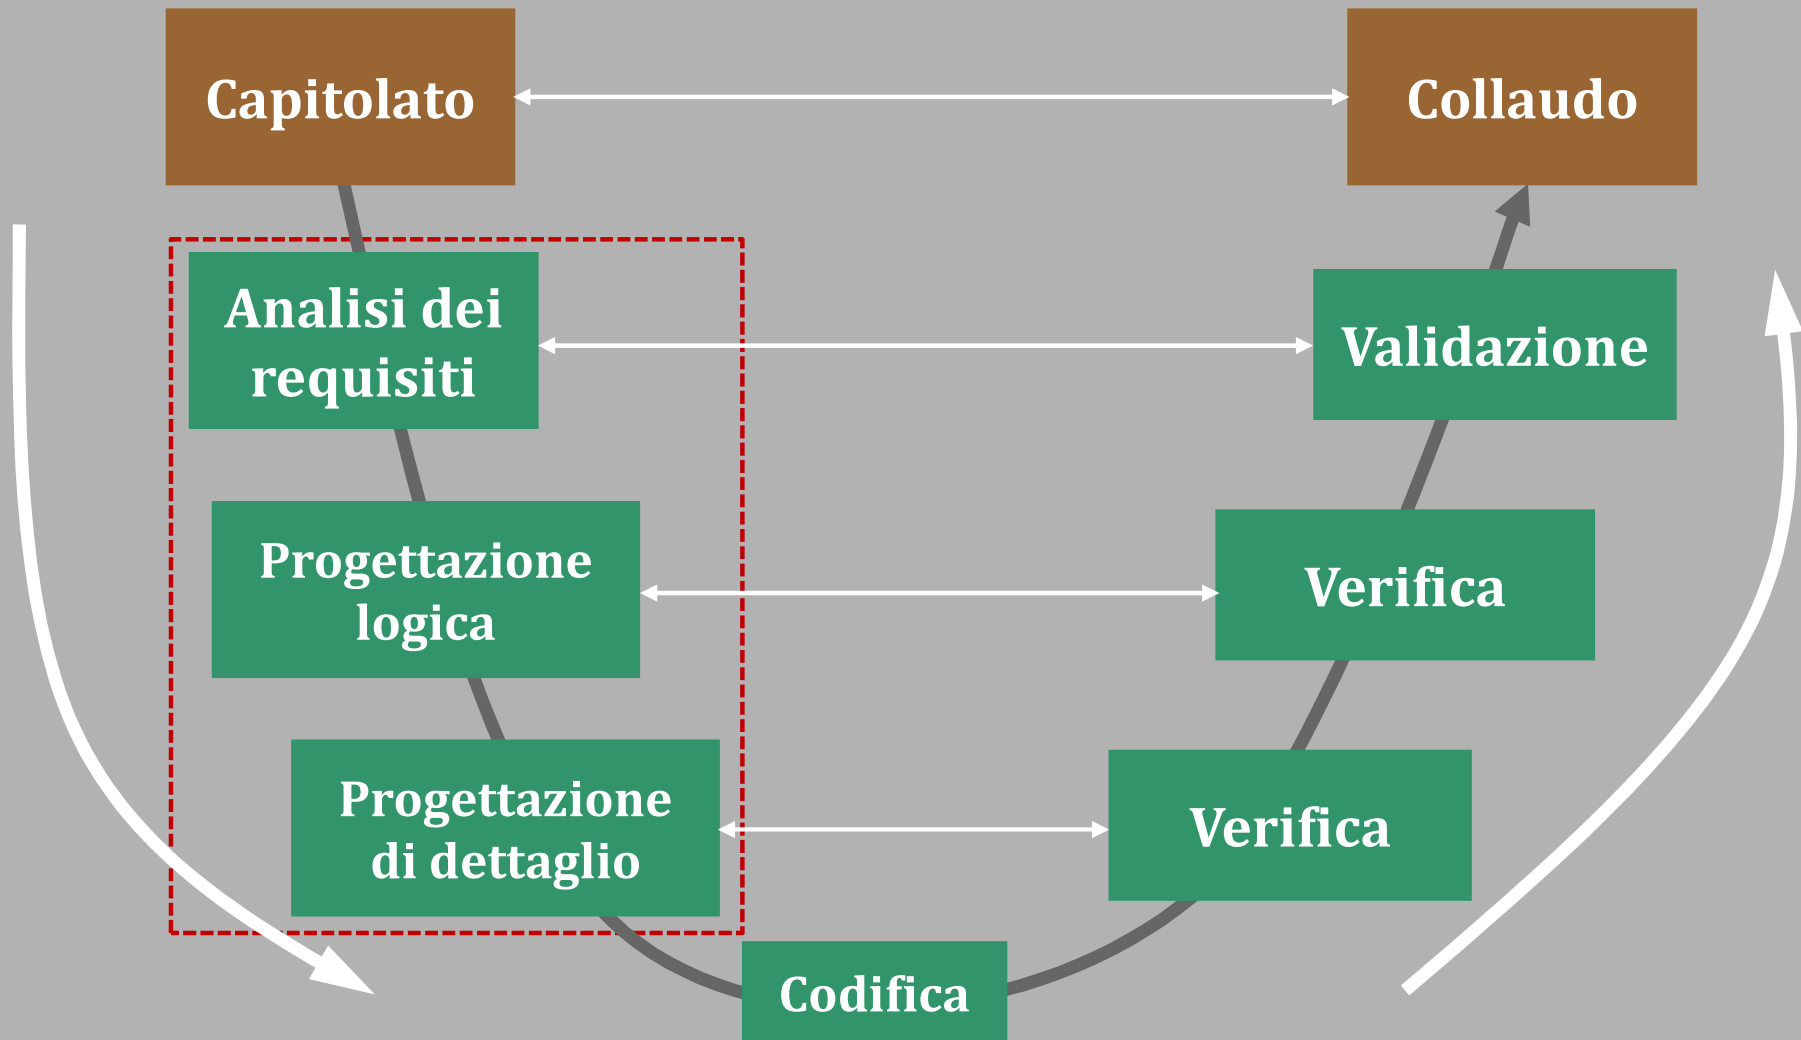 Capitolato
Collaudo
Analisi dei
requisiti
Validazione
Progettazione
logica
Verifica
Progettazione
di dettaglio
Verifica
Codifica